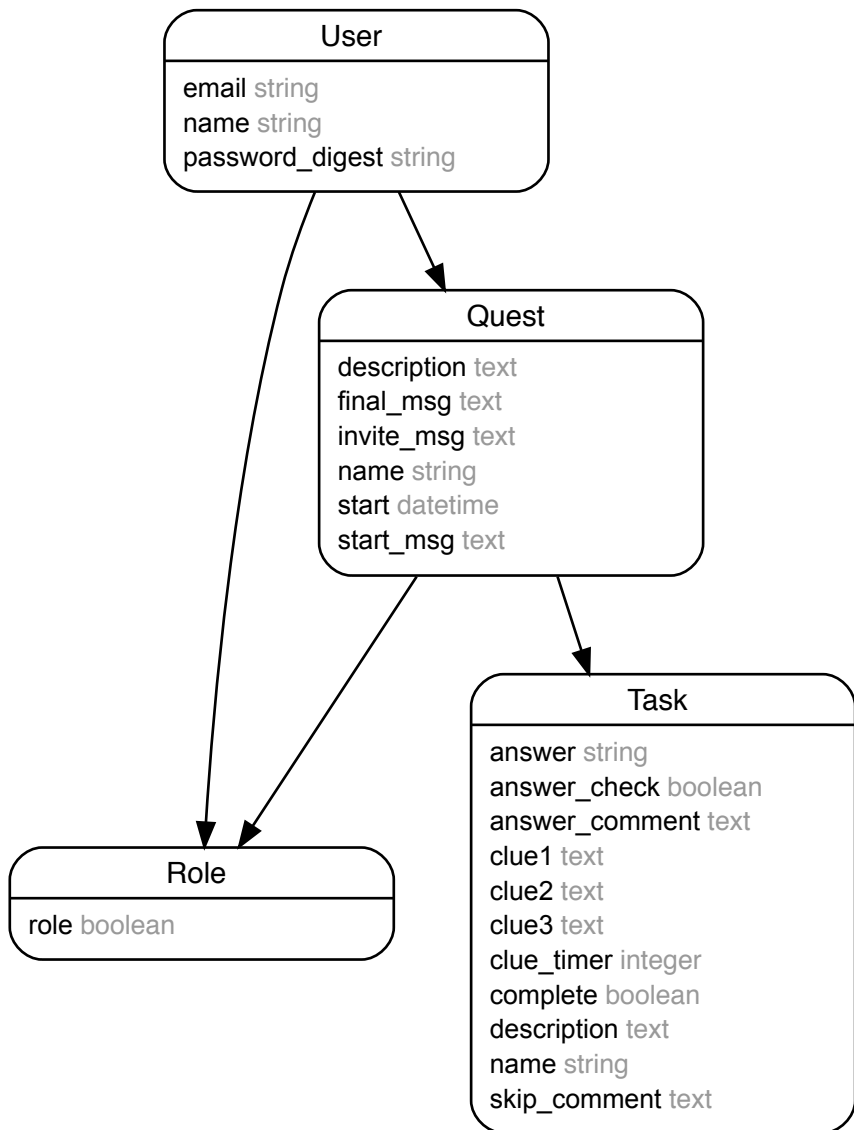 User
email string
name string
password_digest string
Quest
description text
final_msg text
invite_msg text
name string
start datetime
start_msg text
Task
answer string
answer_check boolean
answer_comment text
clue1 text
clue2 text
clue3 text
clue_timer integer
complete boolean
description text
name string
skip_comment text
Role
role boolean